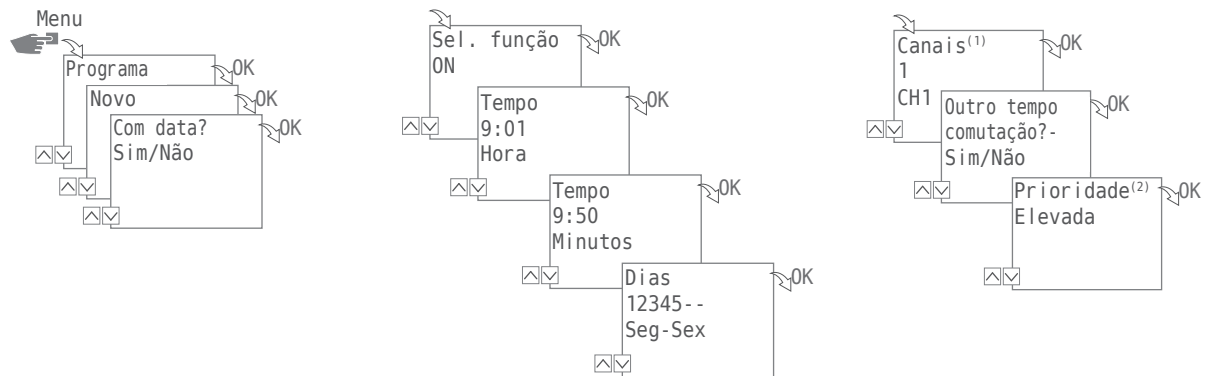 Menu
Programa
OK
Novo
OK
Com data?
Sim/Não
OK
Sel. função
ON
OK
Tempo
9:01
Hora
OK
Tempo
9:50
Minutos
OK
Dias
12345--
Seg-Sex
OK
Canais(1)
1
CH1
OK
Outro tempo
comutação?-
Sim/Não
OK
Prioridade(2)
Elevada
OK